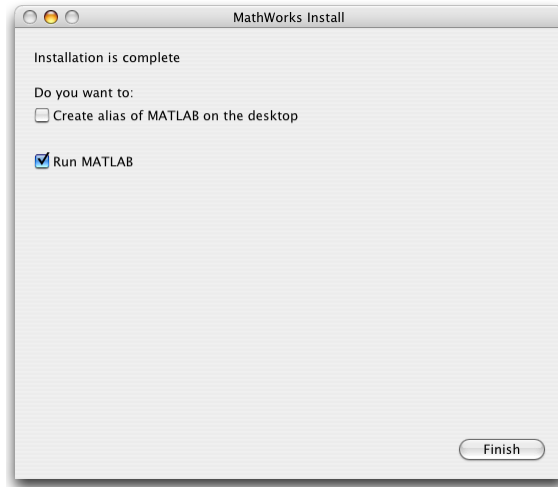 MathWorks Install
Installation is complete
Do you want to:
Create alias of MATLAB on the desktop
Run MATLAB
Finish